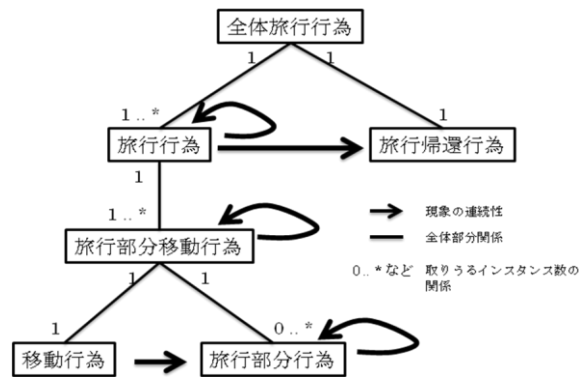 全体旅行行為
1 1
1..* 1
旅行行為 旅行帰還行為
1
1..*
旅行部分移動行為
1 1
1 0..*
移動行為 旅行部分行為
現象の連続性
全体部分関係
0..*など 取りうるインスタンス数の
関係